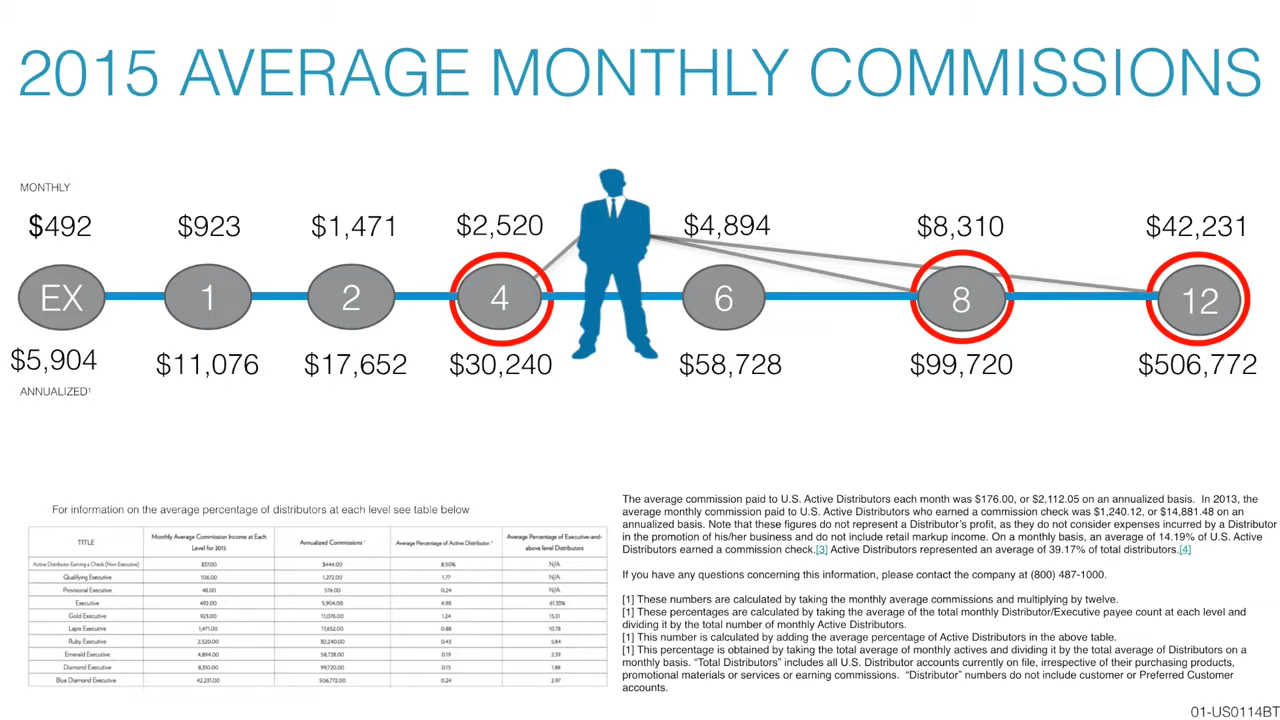 2015 AVERAGE MONTHLY COMMISSIONS
MONTHLY
$492 $923 $1,471 $2,520 $4,894 $8,310 $42,231
EX 1 2 4 6 8 12
$5,904 $11,076 $17,652 $30,240 $58,728 $99,720 $506,772
ANNUALIZED¹
For information on the average percentage of distributors at each level see table below
TITLE Monthly Average Commission Income at Each Level for 2015 Annualized Commissions ¹ Average Percentage of Active Distributor ² Average Percentage of Executive-and-above level Distributors
Active Distributor Earning a Check (Non-Executive) $37.00 $444.00 8.50% N/A
Qualifying Executive 106.00 1,272.00 1.77 N/A
Provisional Executive 48.00 576.00 0.24 N/A
Executive 492.00 5,904.00 4.98 61.33%
Gold Executive 923.00 11,076.00 1.24 15.31
Lapis Executive 1,471.00 17,652.00 0.88 10.78
Ruby Executive 2,520.00 30,240.00 0.43 5.84
Emerald Executive 4,894.00 58,728.00 0.19 2.39
Diamond Executive 8,310.00 99,720.00 0.15 1.88
Blue Diamond Executive 42,231.00 506,772.00 0.24 2.97
The average commission paid to U.S. Active Distributors each month was $176.00, or $2,112.05 on an annualized basis. In 2013, the
average monthly commission paid to U.S. Active Distributors who earned a commission check was $1,240.12, or $14,881.48 on an
annualized basis. Note that these figures do not represent a Distributor's profit, as they do not consider expenses incurred by a Distributor
in the promotion of his/her business and do not include retail markup income. On a monthly basis, an average of 14.19% of U.S. Active
Distributors earned a commission check.[3] Active Distributors represented an average of 39.17% of total distributors.[4]
If you have any questions concerning this information, please contact the company at (800) 487-1000.
[1] These numbers are calculated by taking the monthly average commissions and multiplying by twelve.
[1] These percentages are calculated by taking the average of the total monthly Distributor/Executive payee count at each level and
dividing it by the total number of monthly Active Distributors.
[1] This number is calculated by adding the average percentage of Active Distributors in the above table.
[1] This percentage is obtained by taking the total average of monthly actives and dividing it by the total average of Distributors on a
monthly basis. "Total Distributors" includes all U.S. Distributor accounts currently on file, irrespective of their purchasing products,
promotional materials or services or earning commissions. "Distributor" numbers do not include customer or Preferred Customer
accounts.
01-US0114BT